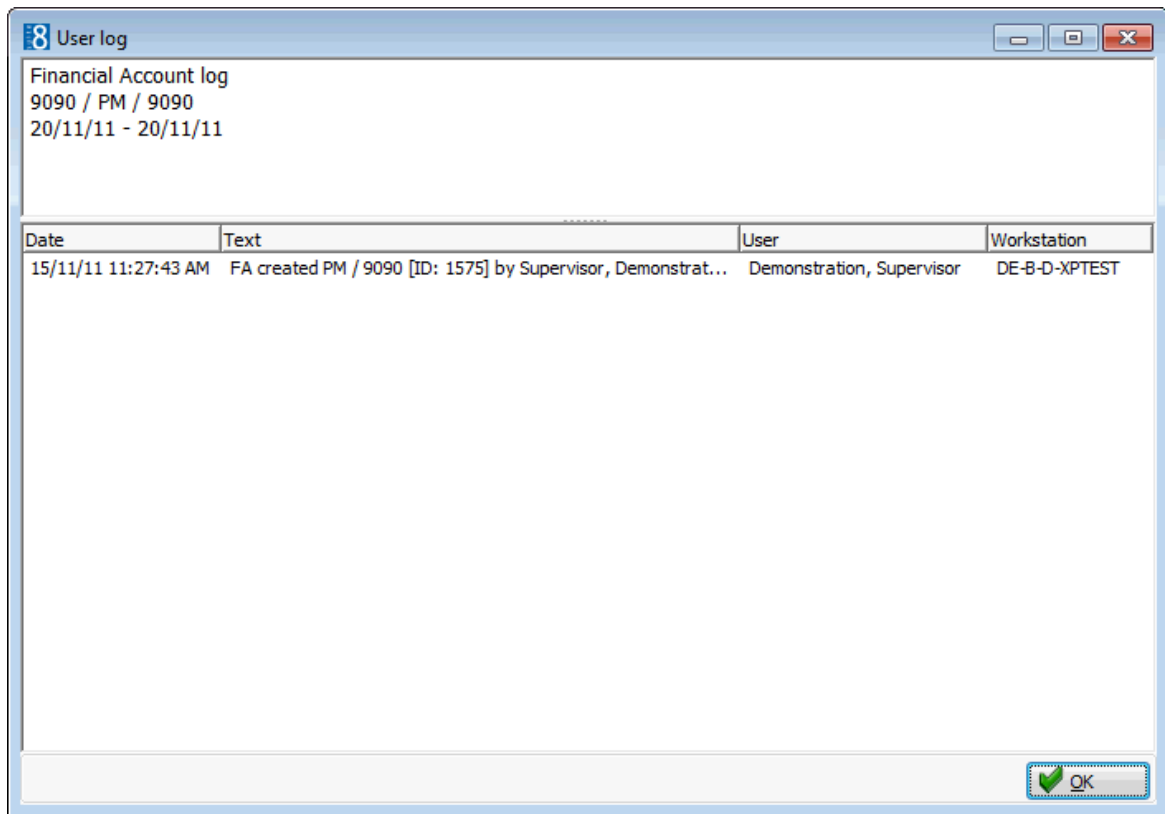 8 User log
Financial Account log
9090 / PM / 9090
20/11/11 - 20/11/11
Date Text User Workstation
15/11/11 11:27:43 AM FA created PM / 9090 [ID: 1575] by Supervisor, Demonstrat... Demonstration, Supervisor DE-B-D-XPTEST
OK